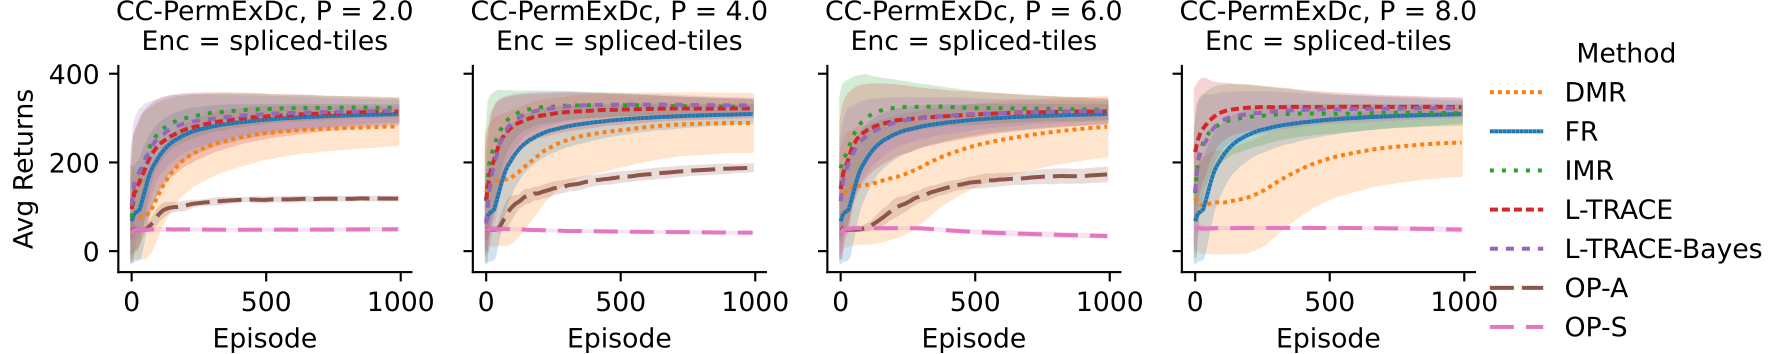 CC-PermExDc, P = 2.0
Enc = spliced-tiles
CC-PermExDc, P = 4.0
Enc = spliced-tiles
CC-PermExDc, P = 6.0
Enc = spliced-tiles
CC-PermExDc, P = 8.0
Enc = spliced-tiles
Avg Returns
400
200
0
0 500 1000
0 500 1000
0 500 1000
0 500 1000
Episode
Episode
Episode
Episode
Method
DMR
FR
IMR
L-TRACE
L-TRACE-Bayes
OP-A
OP-S